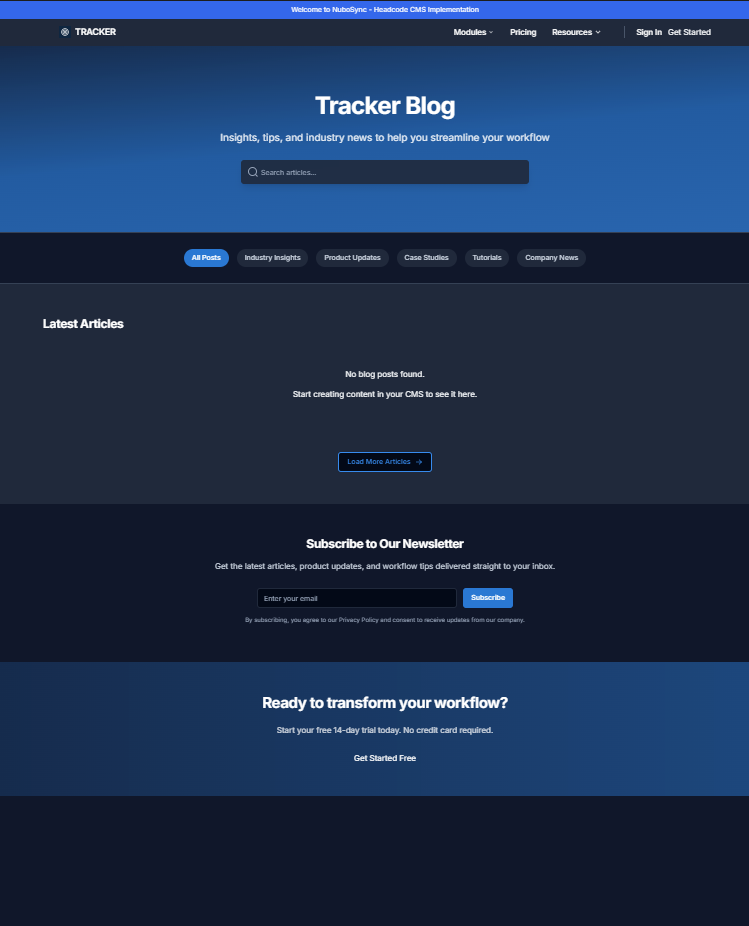 Welcome to NuboSync - Headcode CMS Implementation
TRACKER
Modules
Pricing
Resources
Sign In
Get Started
Tracker Blog
Insights, tips, and industry news to help you streamline your workflow
Search articles...
All Posts
Industry Insights
Product Updates
Case Studies
Tutorials
Company News
Latest Articles
No blog posts found.
Start creating content in your CMS to see it here.
Load More Articles →
Subscribe to Our Newsletter
Get the latest articles, product updates, and workflow tips delivered straight to your inbox.
Enter your email
Subscribe
By subscribing, you agree to our Privacy Policy and consent to receive updates from our company.
Ready to transform your workflow?
Start your free 14-day trial today. No credit card required.
Get Started Free